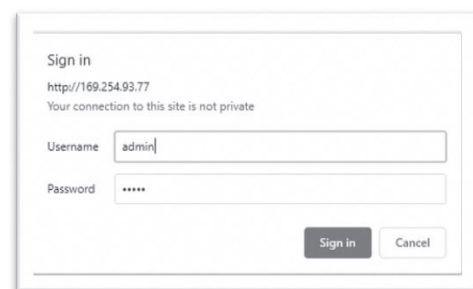 Sign in
http://169.254.93.77
Your connection to this site is not private
Username admin
Password •••••
Sign in Cancel